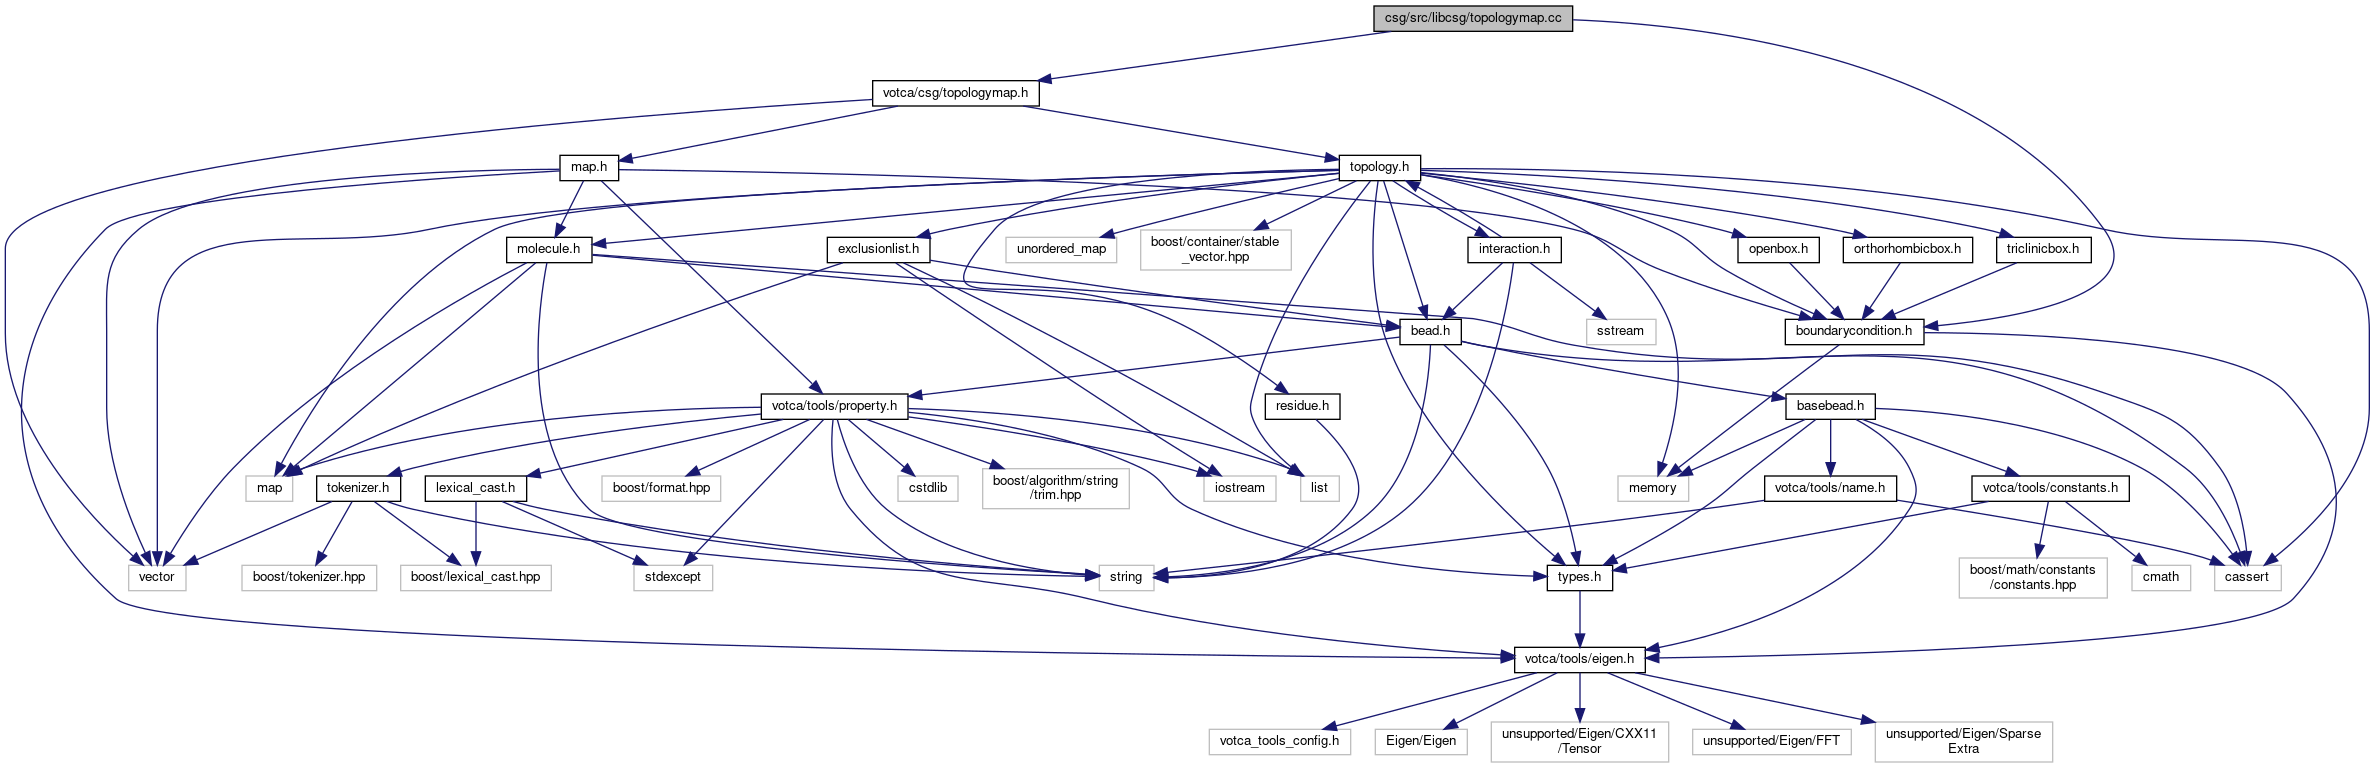 csg/src/libcsg/topologymap.cc
votca/csg/topologymap.h
map.h
topology.h
molecule.h
exclusionlist.h
unordered_map
boost/container/stable
_vector.hpp
interaction.h
openbox.h
orthorhombicbox.h
triclinicbox.h
bead.h
sstream
boundarycondition.h
votca/tools/property.h
residue.h
basebead.h
map
tokenizer.h
lexical_cast.h
boost/format.hpp
cstdlib
boost/algorithm/string
/trim.hpp
iostream
list
memory
votca/tools/name.h
votca/tools/constants.h
vector
boost/tokenizer.hpp
boost/lexical_cast.hpp
stdexcept
string
types.h
boost/math/constants
/constants.hpp
cmath
cassert
votca/tools/eigen.h
votca_tools_config.h
Eigen/Eigen
unsupported/Eigen/CXX11
/Tensor
unsupported/Eigen/FFT
unsupported/Eigen/Sparse
Extra